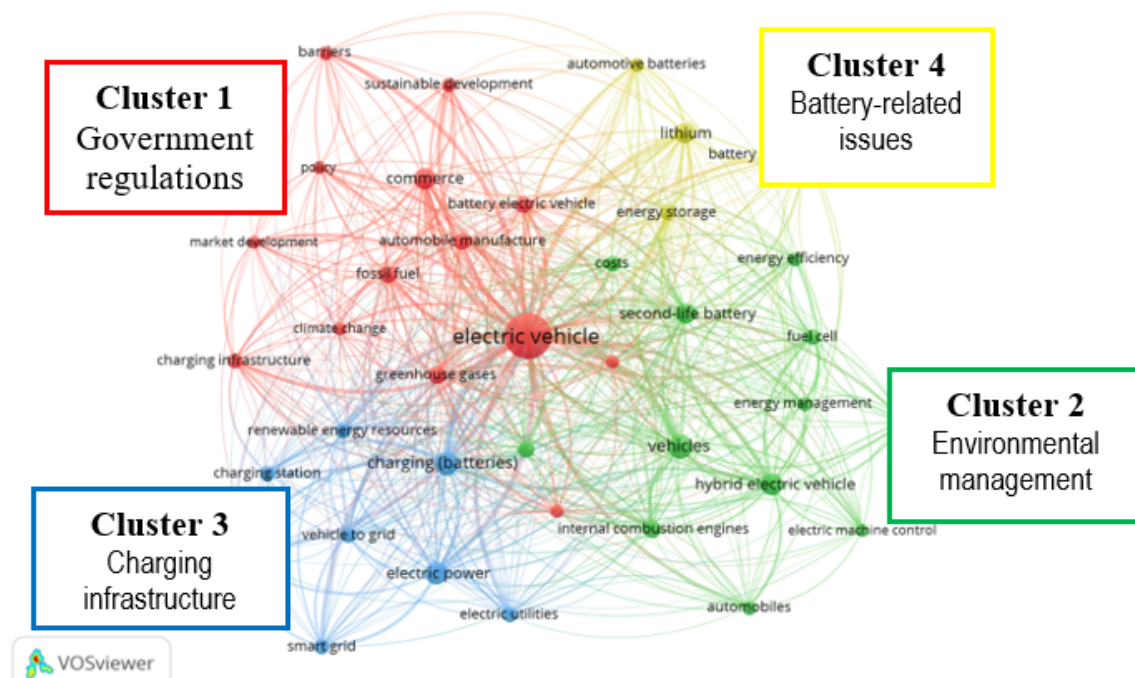 barriers
automotive batteries
sustainable development
Cluster 1
Government
regulations
Cluster 4
Battery-related
issues
lithium
battery
policy
commerce
battery electric vehicle
energy storage
market development
automobile manufacture
costs
energy efficiency
fossil fuel
second-life battery
climate change
electric vehicle
fuel cell
charging infrastructure
greenhouse gases
energy management
Cluster 2
Environmental
management
renewable energy resources
vehicles
charging station
charging (batteries)
hybrid electric vehicle
Cluster 3
Charging
infrastructure
vehicle to grid
internal combustion engines
electric machine control
electric power
electric utilities
automobiles
smart grid
VOSviewer